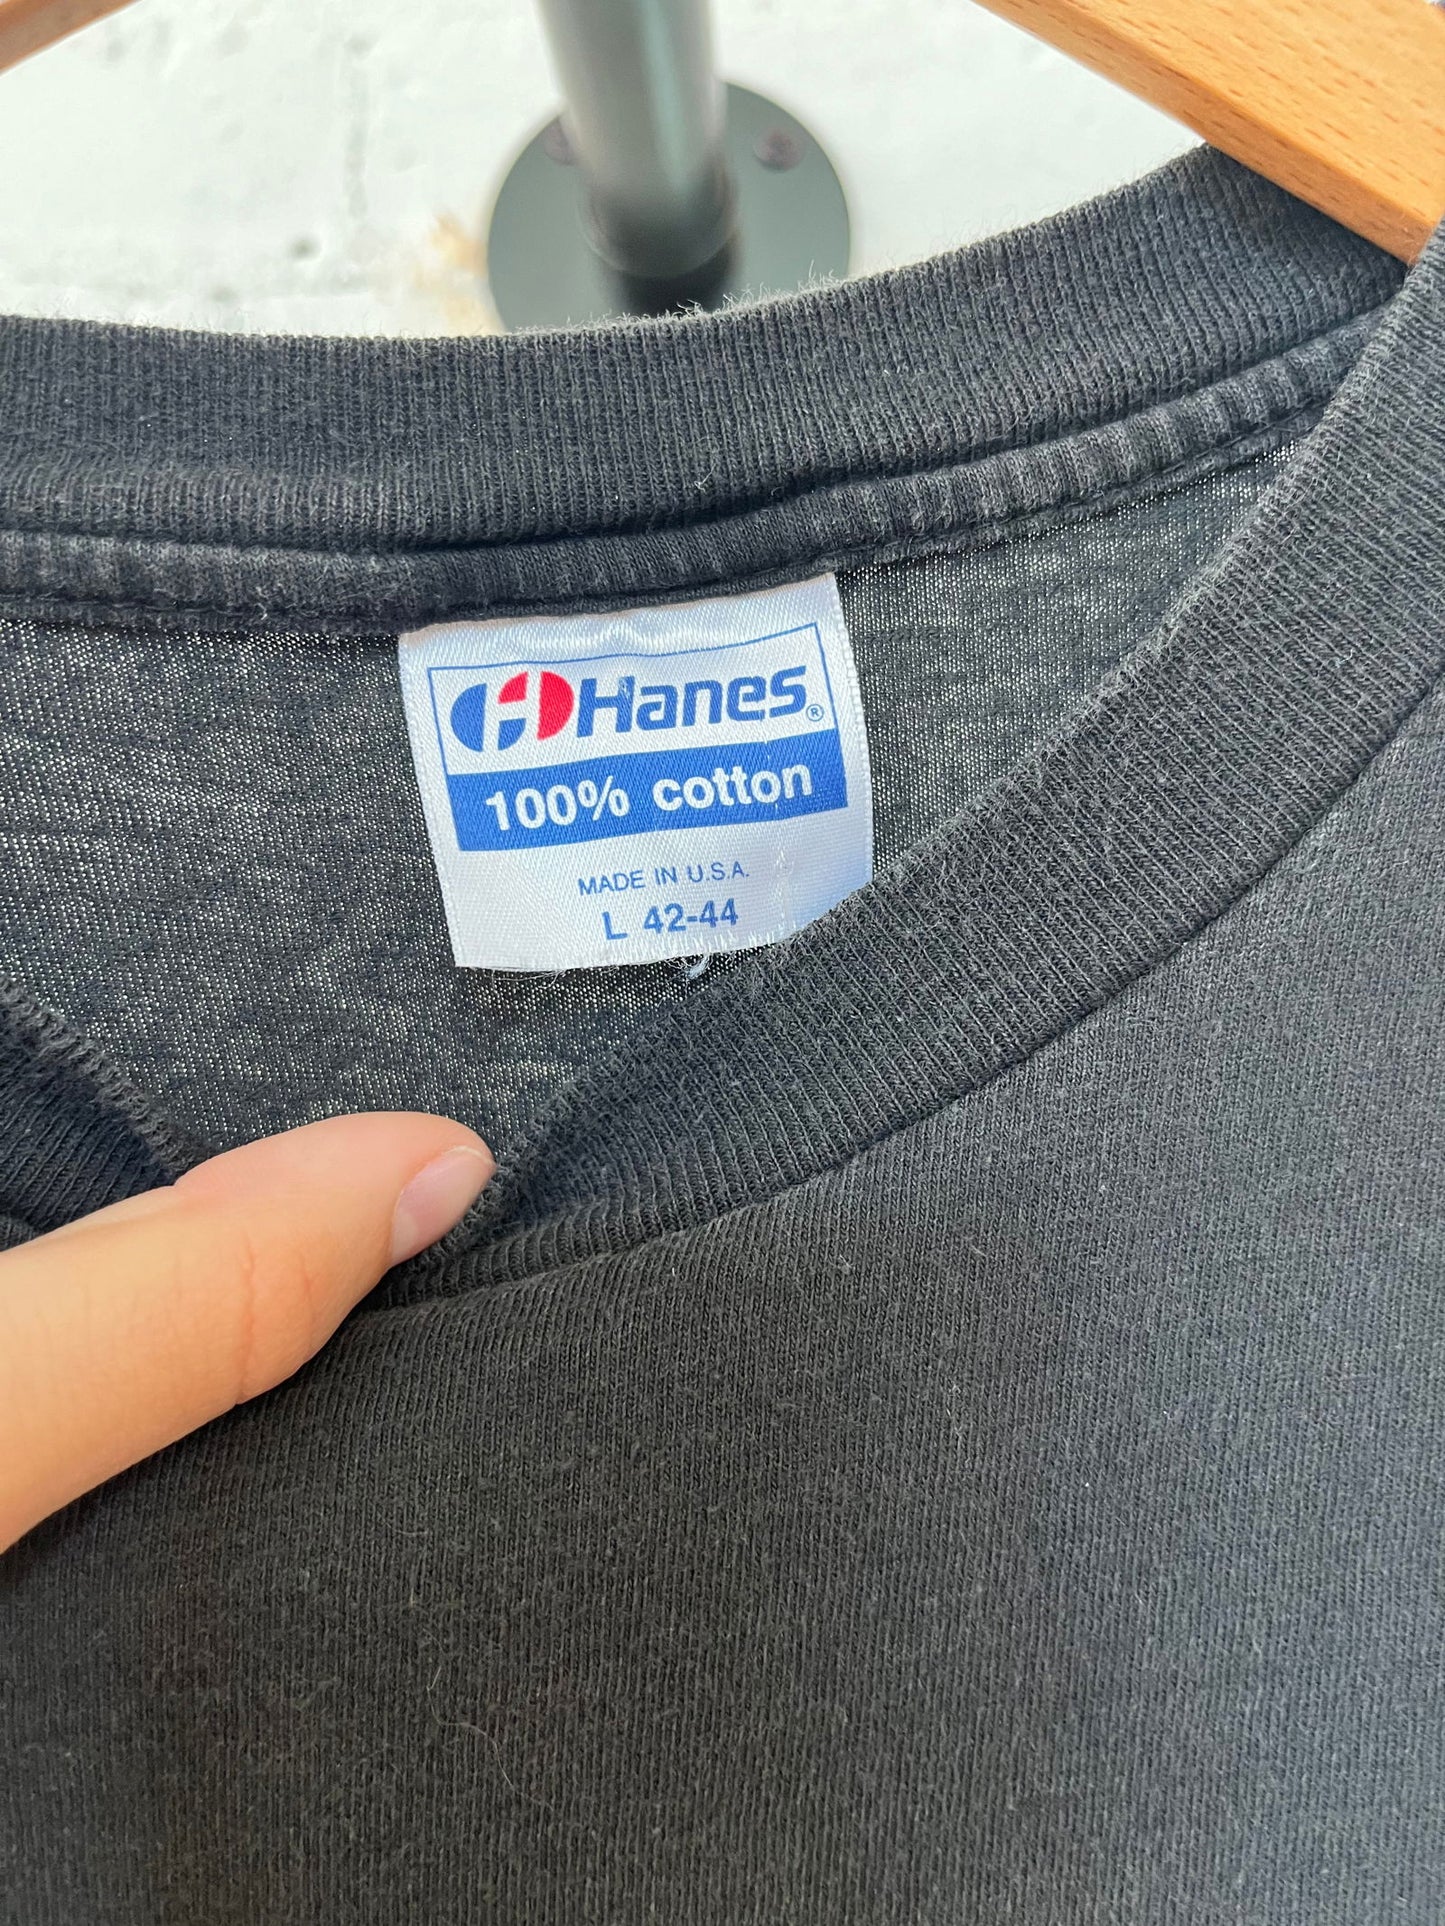 Hanes®
100% cotton
MADE IN U.S.A.
L 42-44